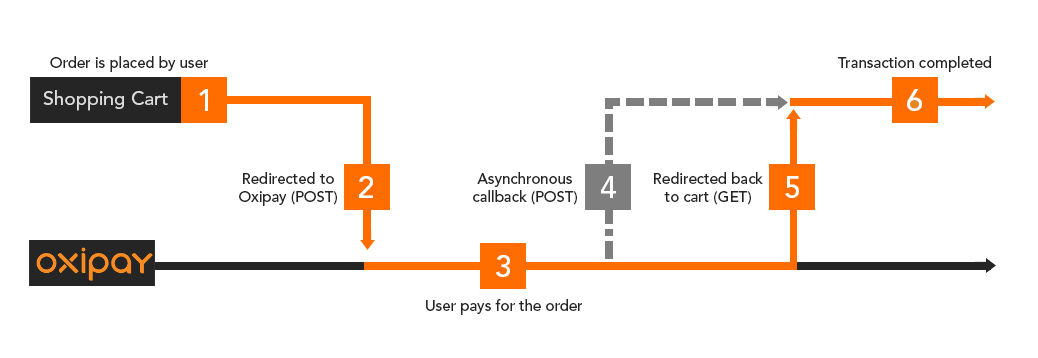 Order is placed by user
Shopping Cart
1
Redirected to
Oxipay (POST)
2
oxipay
3
User pays for the order
Asynchronous
callback (POST)
4
Redirected back
to cart (GET)
5
Transaction completed
6